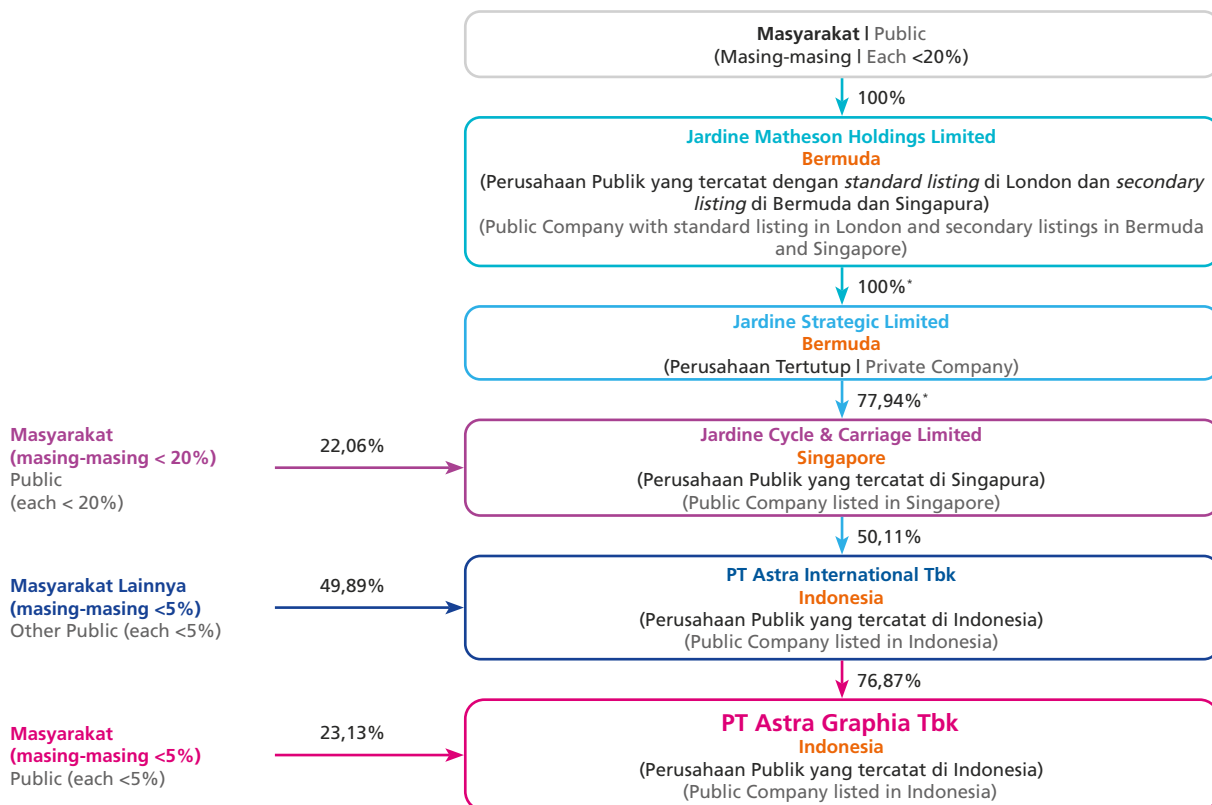 Masyarakat l Public
(Masing-masing l Each <20%)
100%
Jardine Matheson Holdings Limited
Bermuda
(Perusahaan Publik yang tercatat dengan standard listing di London dan secondary
listing di Bermuda dan Singapura)
(Public Company with standard listing in London and secondary listings in Bermuda
and Singapore)
100%*
Jardine Strategic Limited
Bermuda
(Perusahaan Tertutup l Private Company)
77,94%*
Masyarakat
(masing-masing < 20%)
Public
(each < 20%)
22,06%
Jardine Cycle & Carriage Limited
Singapore
(Perusahaan Publik yang tercatat di Singapura)
(Public Company listed in Singapore)
50,11%
Masyarakat Lainnya
(masing-masing <5%)
Other Public (each <5%)
49,89%
PT Astra International Tbk
Indonesia
(Perusahaan Publik yang tercatat di Indonesia)
(Public Company listed in Indonesia)
76,87%
Masyarakat
(masing-masing <5%)
Public (each <5%)
23,13%
PT Astra Graphia Tbk
Indonesia
(Perusahaan Publik yang tercatat di Indonesia)
(Public Company listed in Indonesia)